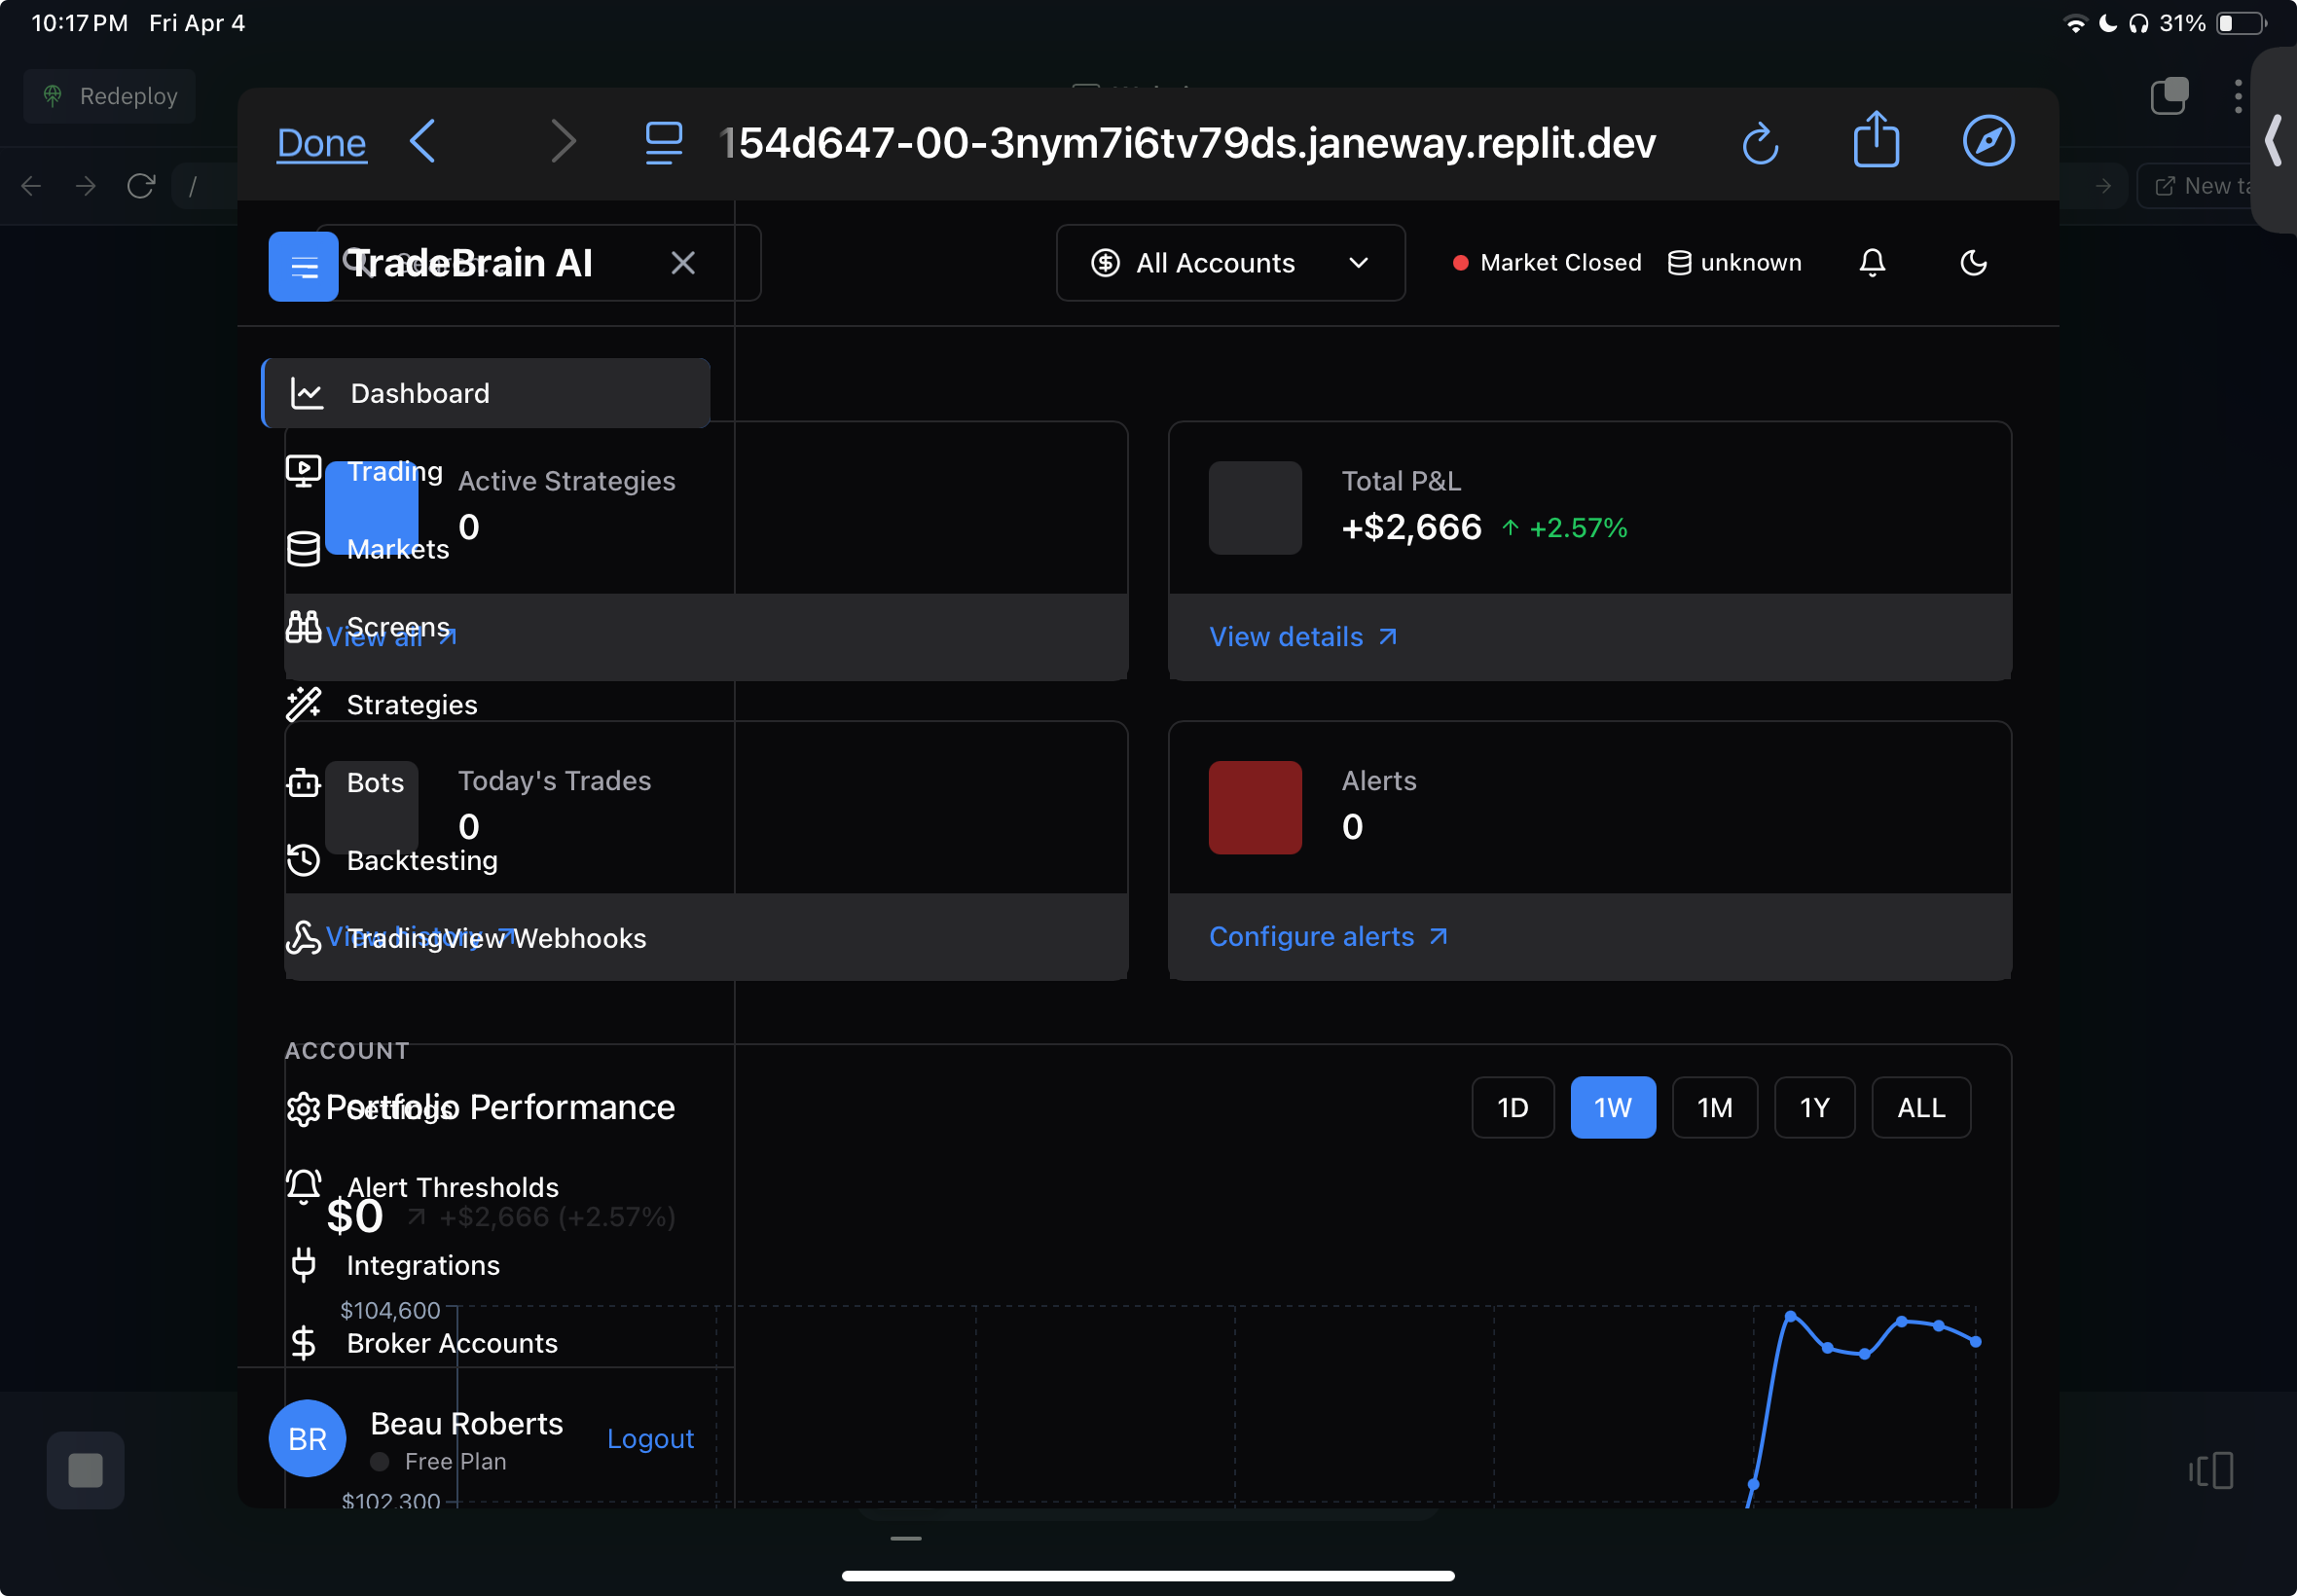 10:17 PM Fri Apr 4
31%
Redeploy
Done
154d647-00-3nym7i6tv79ds.janeway.replit.dev
/
New ta
TradeBrain AI
Search...
All Accounts
Market Closed
unknown
Dashboard
Trading
Markets
Screens
Strategies
Bots
Backtesting
TradingView Webhooks
ACCOUNT
Settings
Alert Thresholds
Integrations
Broker Accounts
BR
Beau Roberts
Free Plan
Logout
Active Strategies
0
View all
Total P&L
+$2,666 +2.57%
View details
Today's Trades
0
View history
Alerts
0
Configure alerts
Portfolio Performance
1D 1W 1M 1Y ALL
$0 +$2,666 (+2.57%)
$104,600
$102,300